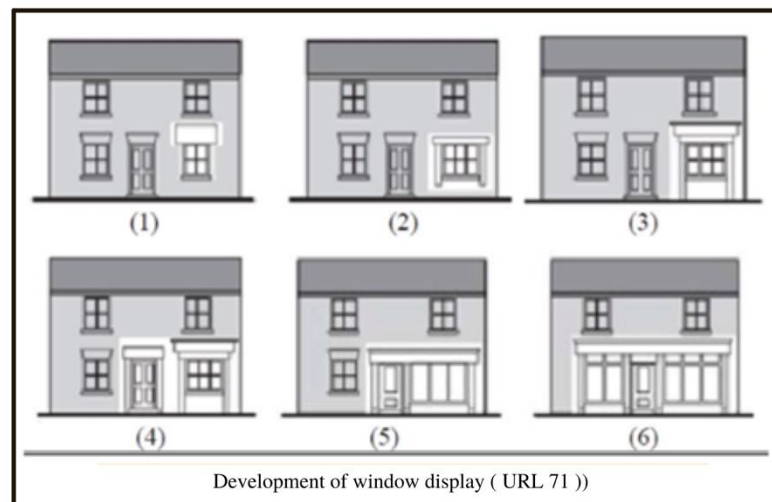 (1) (2) (3)
(4) (5) (6)
Development of window display ( URL 71 ))